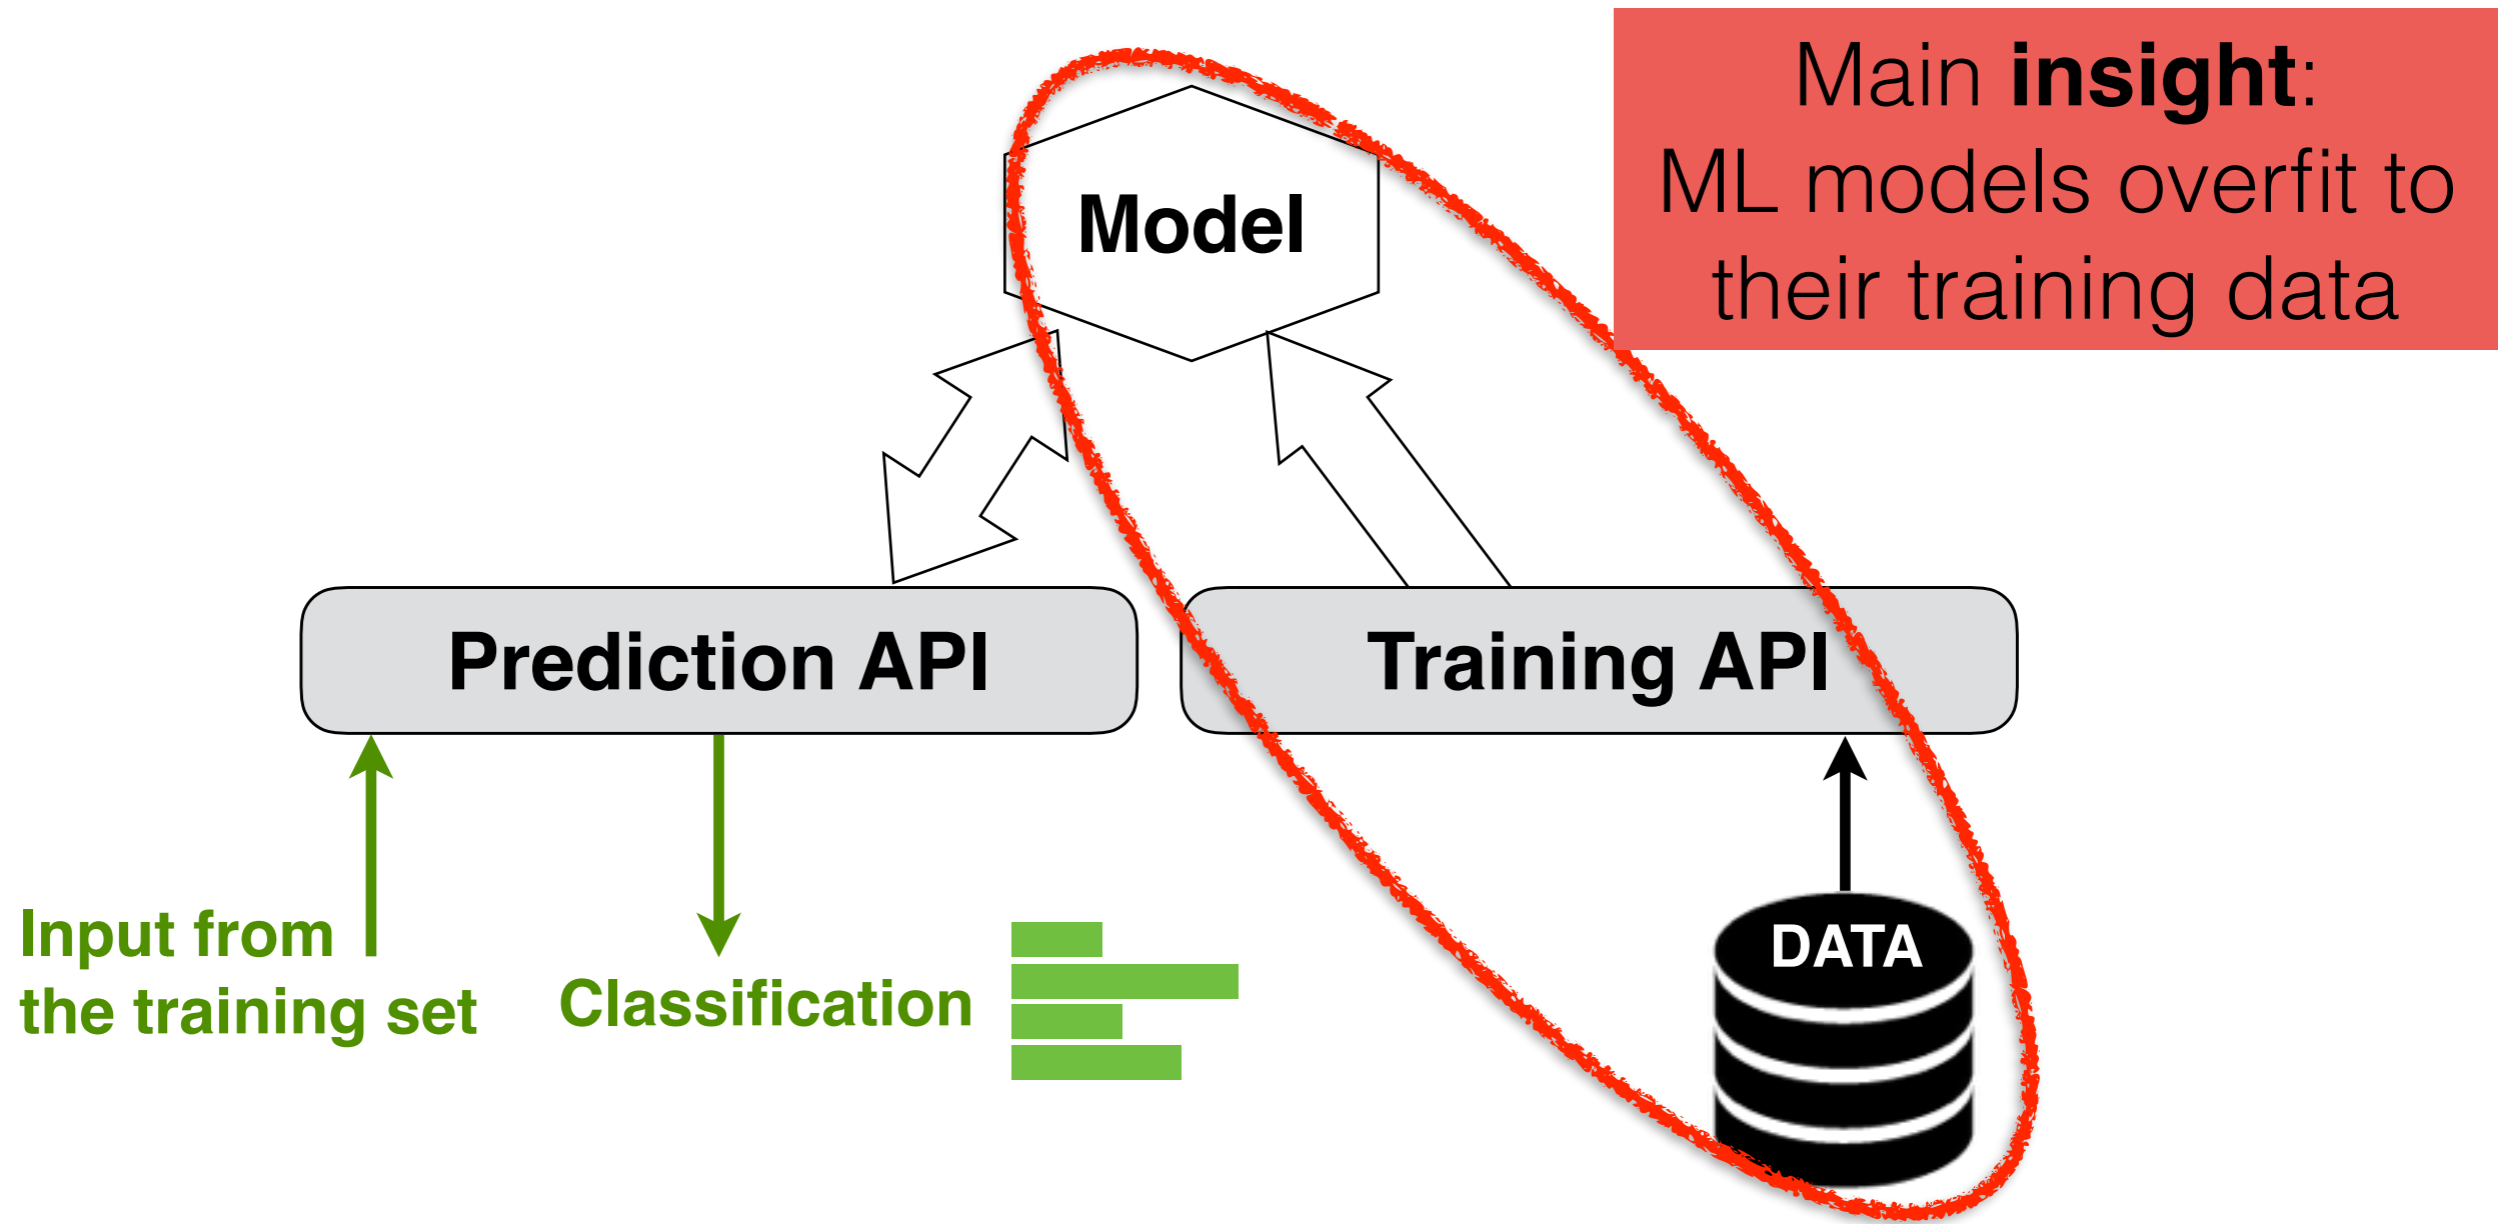 Main insight:
ML models overfit to
their training data
Model
Prediction API
Training API
Input from
the training set
Classification
DATA